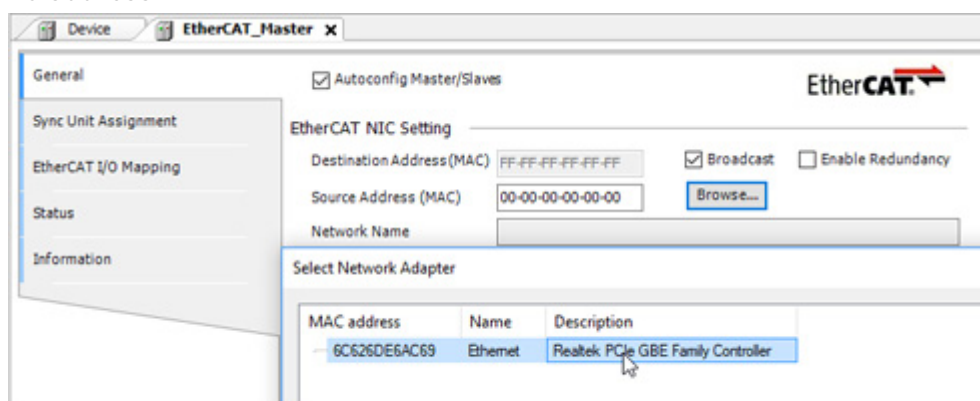 Device EtherCAT_Master x
General
Autoconfig Master/Slaves
EtherCAT.
Sync Unit Assignment
EtherCAT NIC Setting
Destination Address (MAC) FF-FF-FF-FF-FF-FF Broadcast Enable Redundancy
EtherCAT I/O Mapping
Source Address (MAC) 00-00-00-00-00-00 Browse...
Status
Network Name
Information
Select Network Adapter
MAC address Name Description
6C626DE6AC69 Ethernet Realtek PCIe GBE Family Controller